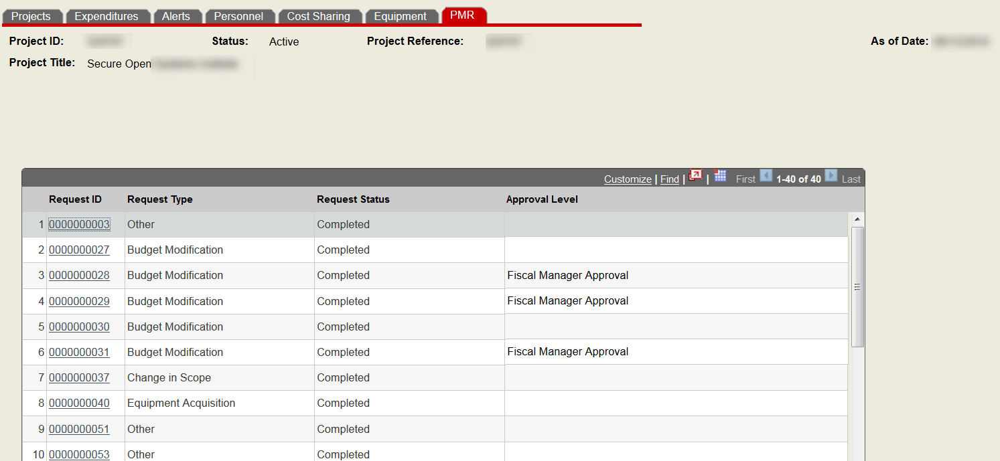 Projects Expenditures Alerts Personnel Cost Sharing Equipment PMR
Project ID: Status: Active Project Reference: As of Date:
Project Title: Secure Open
Customize | Find | | First 1-40 of 40 Last
Request ID Request Type Request Status Approval Level
1 0000000003 Other Completed
2 0000000027 Budget Modification Completed
3 0000000028 Budget Modification Completed Fiscal Manager Approval
4 0000000029 Budget Modification Completed Fiscal Manager Approval
5 0000000030 Budget Modification Completed
6 0000000031 Budget Modification Completed Fiscal Manager Approval
7 0000000037 Change in Scope Completed
8 0000000040 Equipment Acquisition Completed
9 0000000051 Other Completed
10 0000000053 Other Completed